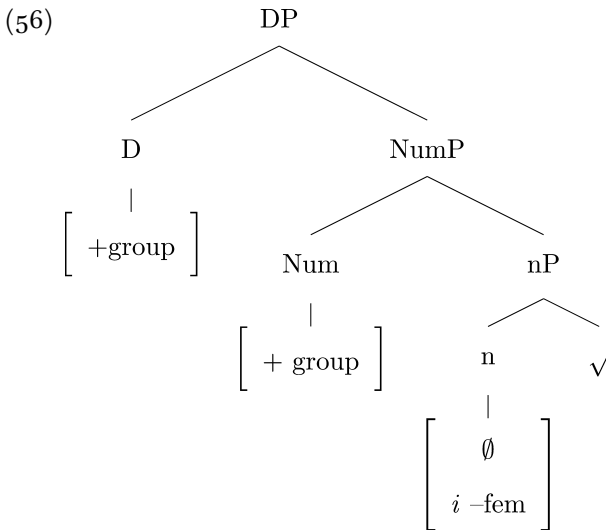 (56)
DP
D NumP
[ +group ]
Num nP
[ + group ]
n √
∅
i –fem